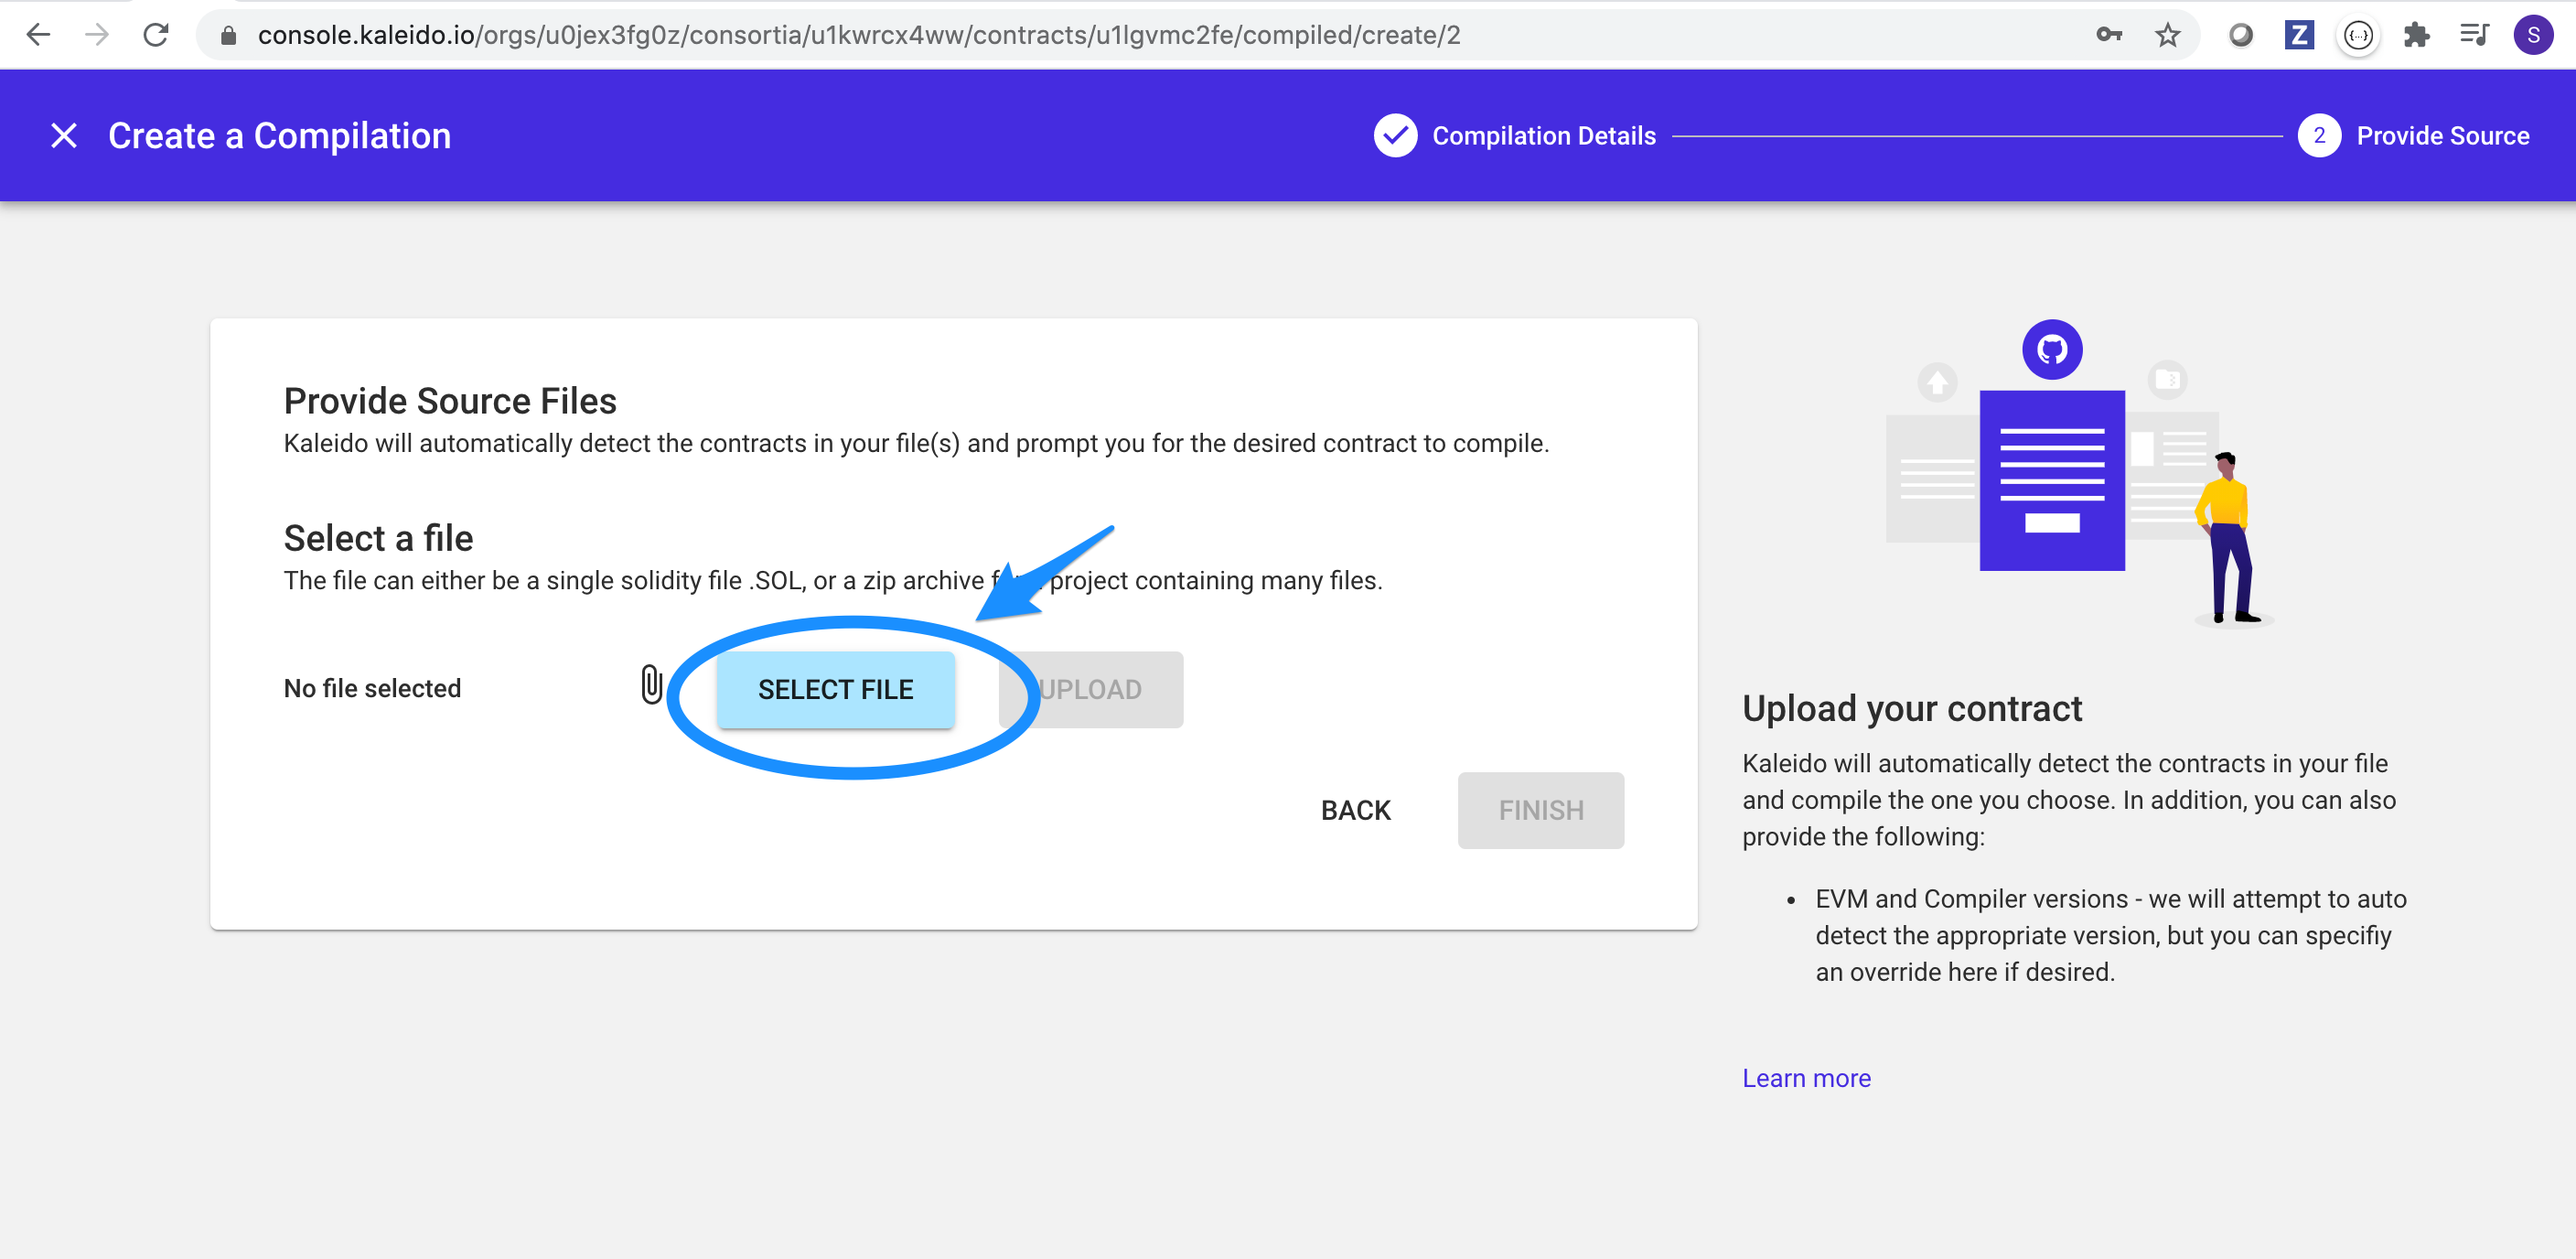 console.kaleido.io/orgs/u0jex3fg0z/consortia/u1kwrcx4ww/contracts/u1lgvmc2fe/compiled/create/2
Z
{...}
S
Create a Compilation
Compilation Details
2
Provide Source
Provide Source Files
Kaleido will automatically detect the contracts in your file(s) and prompt you for the desired contract to compile.
Select a file
The file can either be a single solidity file .SOL, or a zip archive project containing many files.
No file selected
SELECT FILE
UPLOAD
BACK
FINISH
Upload your contract
Kaleido will automatically detect the contracts in your file
and compile the one you choose. In addition, you can also
provide the following:
• EVM and Compiler versions - we will attempt to auto
detect the appropriate version, but you can specifiy
an override here if desired.
Learn more